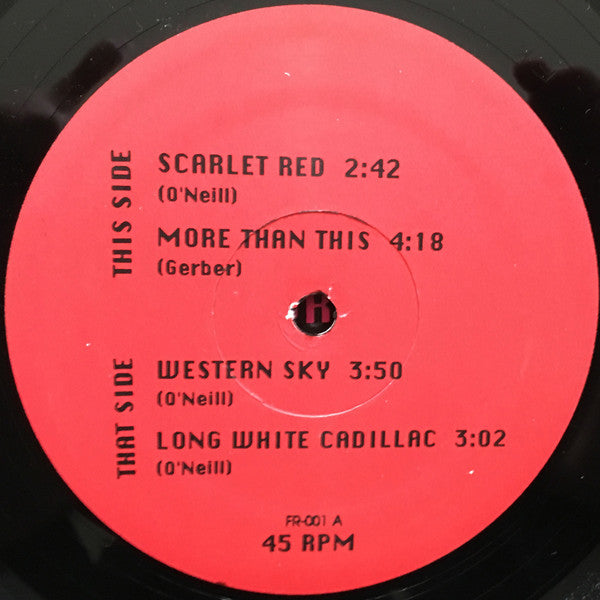 THIS SIDE
SCARLET RED 2:42
(O'Neill)
MORE THAN THIS 4:18
(Gerber)
THAT SIDE
WESTERN SKY 3:50
(O'Neill)
LONG WHITE CADILLAC 3:02
(O'Neill)
FR-001 A
45 RPM